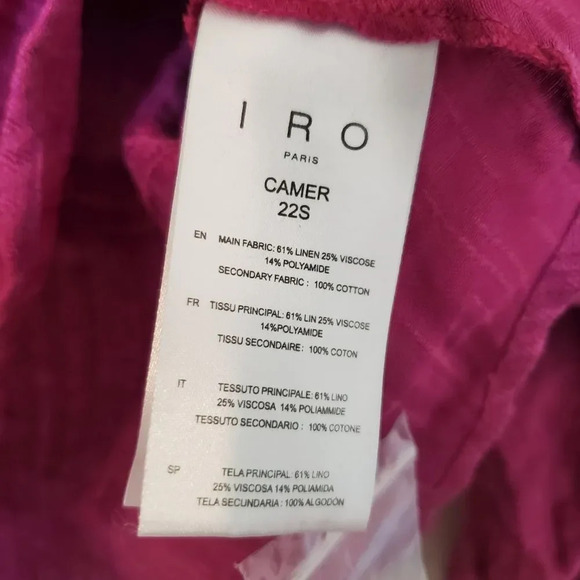 IRO
PARIS
CAMER
22S
EN MAIN FABRIC: 61% LINEN 25% VISCOSE
14% POLYAMIDE
SECONDARY FABRIC : 100% COTTON
FR TISSU PRINCIPAL: 61% LIN 25% VISCOSE
14%POLYAMIDE
TISSU SECONDAIRE: 100% COTON
IT TESSUTO PRINCIPALE: 61% LINO
25% VISCOSA 14% POLIAMMIDE
TESSUTO SECONDARIO : 100% COTONE
SP TELA PRINCIPAL: 61% LINO
25% VISCOSA 14% POLIAMIDA
TELA SECUNDARIA: 100% ALGODÓN